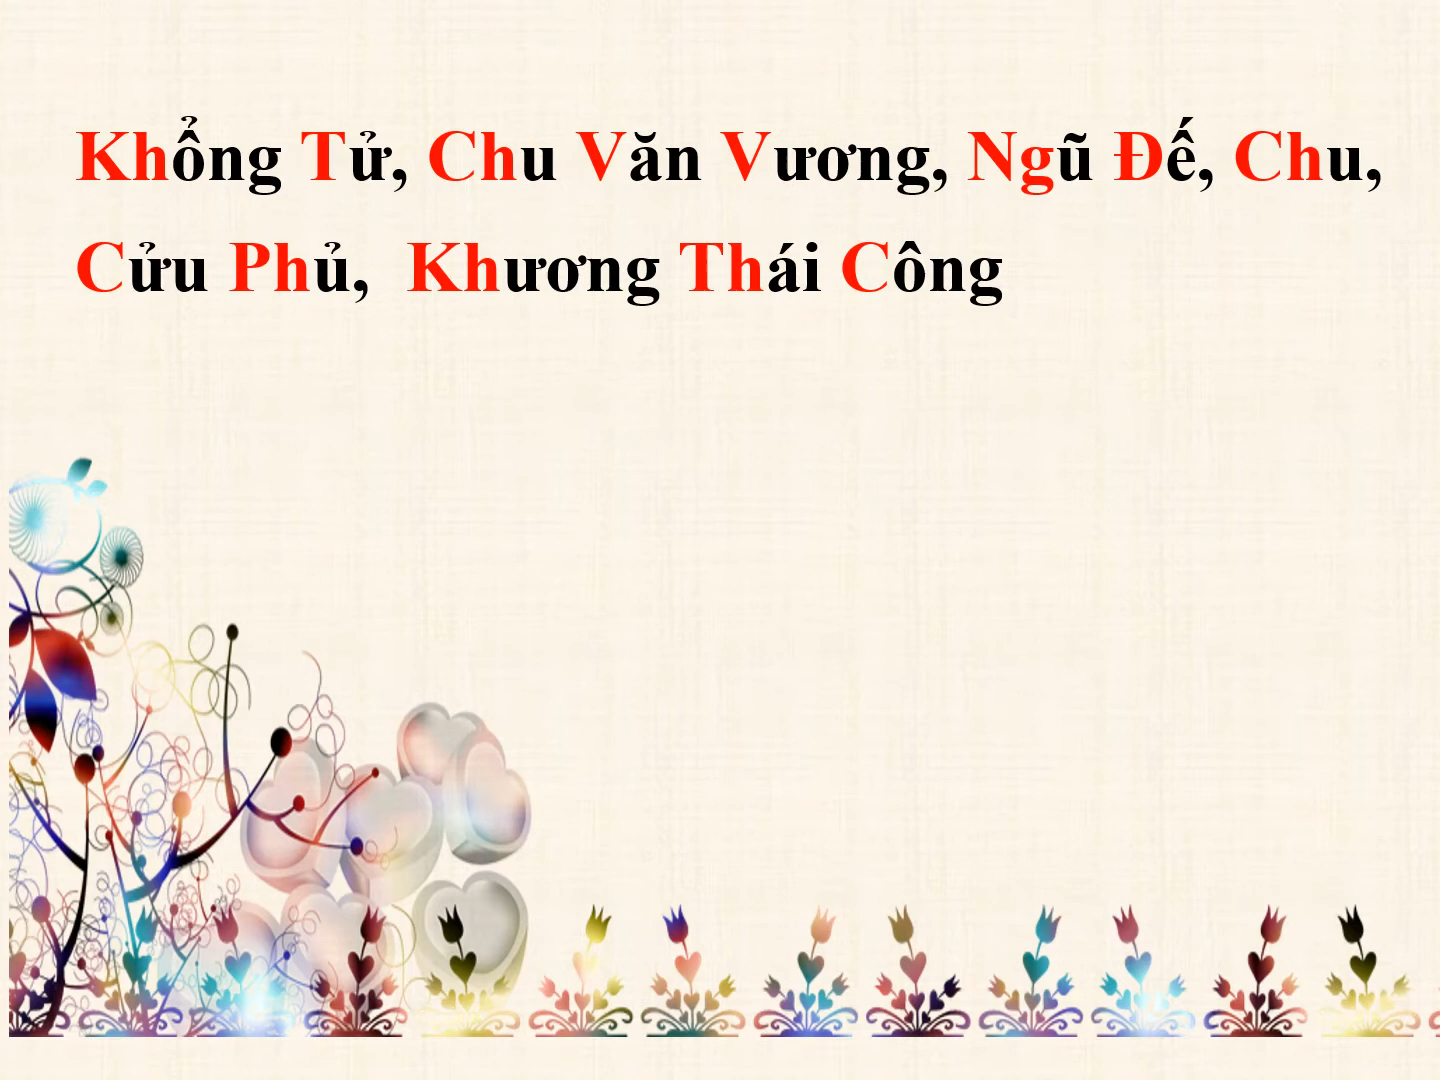 Khổng Tử, Chu Văn Vương, Ngũ Đế, Chu,
Cửu Phủ, Khương Thái Công